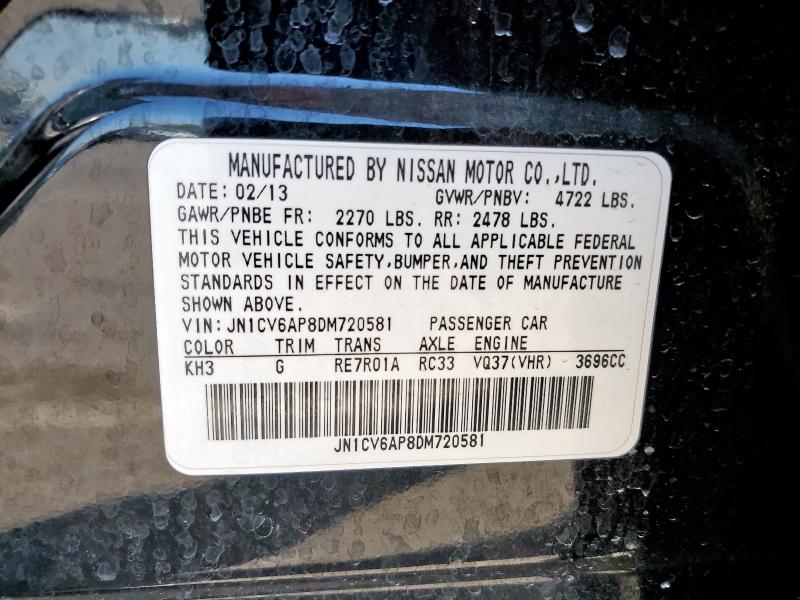 MANUFACTURED BY NISSAN MOTOR CO.,LTD.
DATE: 02/13 GVWR/PNBV: 4722 LBS.
GAWR/PNBE FR: 2270 LBS. RR: 2478 LBS.
THIS VEHICLE CONFORMS TO ALL APPLICABLE FEDERAL
MOTOR VEHICLE SAFETY,BUMPER,AND THEFT PREVENTION
STANDARDS IN EFFECT ON THE DATE OF MANUFACTURE
SHOWN ABOVE.
VIN: JN1CV6AP8DM720581 PASSENGER CAR
COLOR TRIM TRANS AXLE ENGINE
KH3 G RE7R01A RC33 VQ37(VHR) - 3696CC
JN1CV6AP8DM720581